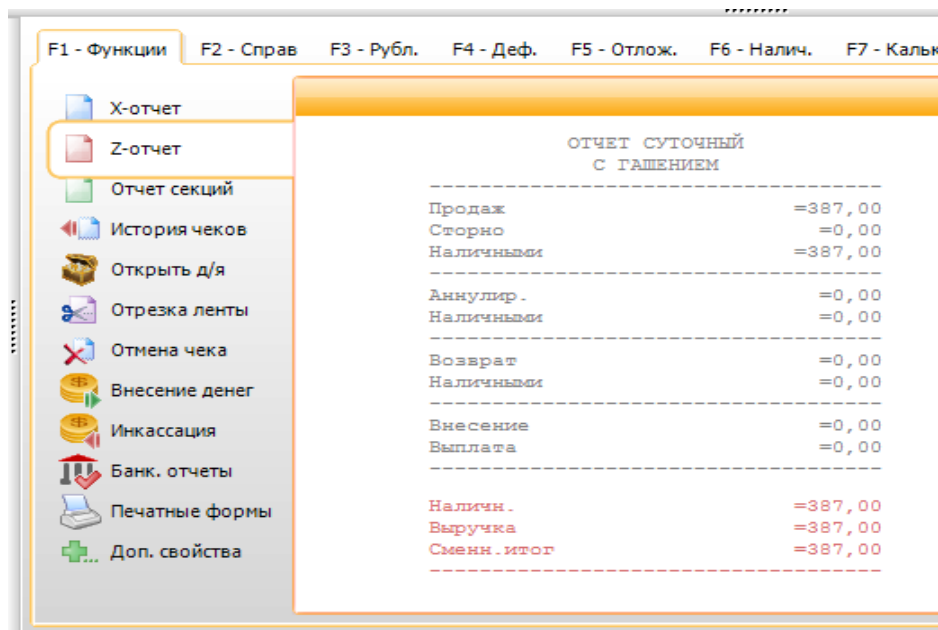 F1 - Функции F2 - Справ F3 - Рубл. F4 - Деф. F5 - Отлож. F6 - Налич. F7 - Кальк
X-отчет
Z-отчет
Отчет секций
История чеков
Открыть д/я
Отрезка ленты
Отмена чека
Внесение денег
Инкассация
Банк. отчеты
Печатные формы
Доп. свойства
ОТЧЕТ СУТОЧНЫЙ
С ГАШЕНИЕМ
Продаж =387,00
Сторно =0,00
Наличными =387,00
Аннулир. =0,00
Наличными =0,00
Возврат =0,00
Наличными =0,00
Внесение =0,00
Выплата =0,00
Наличн. =387,00
Выручка =387,00
Сменн.итог =387,00